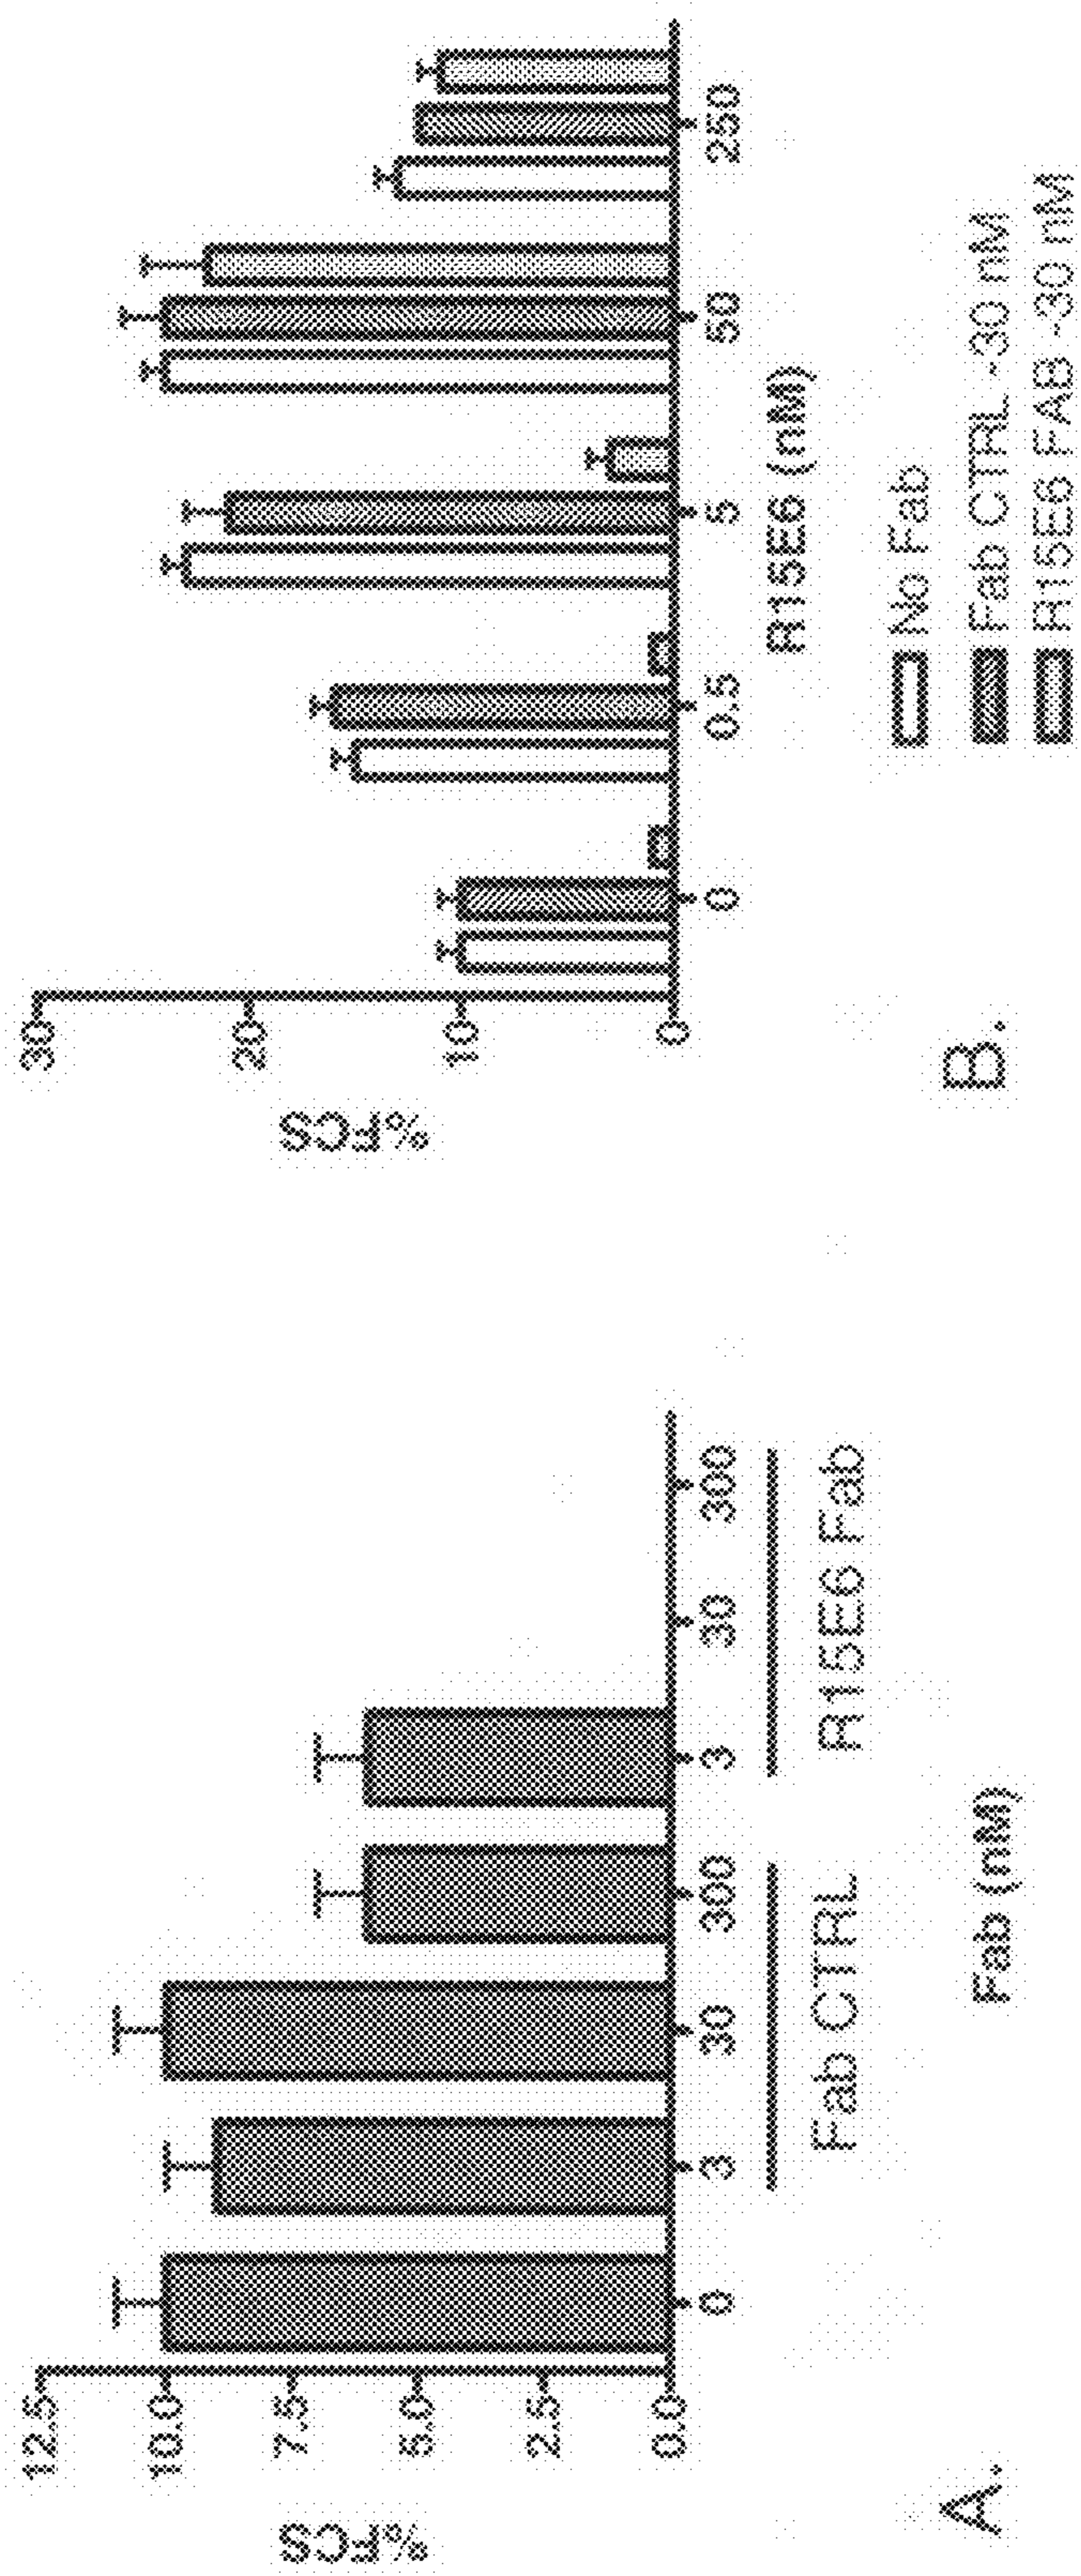 %FCS
12.5
10.0
7.5
5.0
2.5
0.0
0 3 30 300 3 30 300
Fab CTRL R15E6 Fab
Fab (nM)
A.
%FCS
30
20
10
0
0 0.5 5 50 250
R15E6 (nM)
No Fab
Fab CTRL -30 nM
R15E6 FAB -30 nM
B.